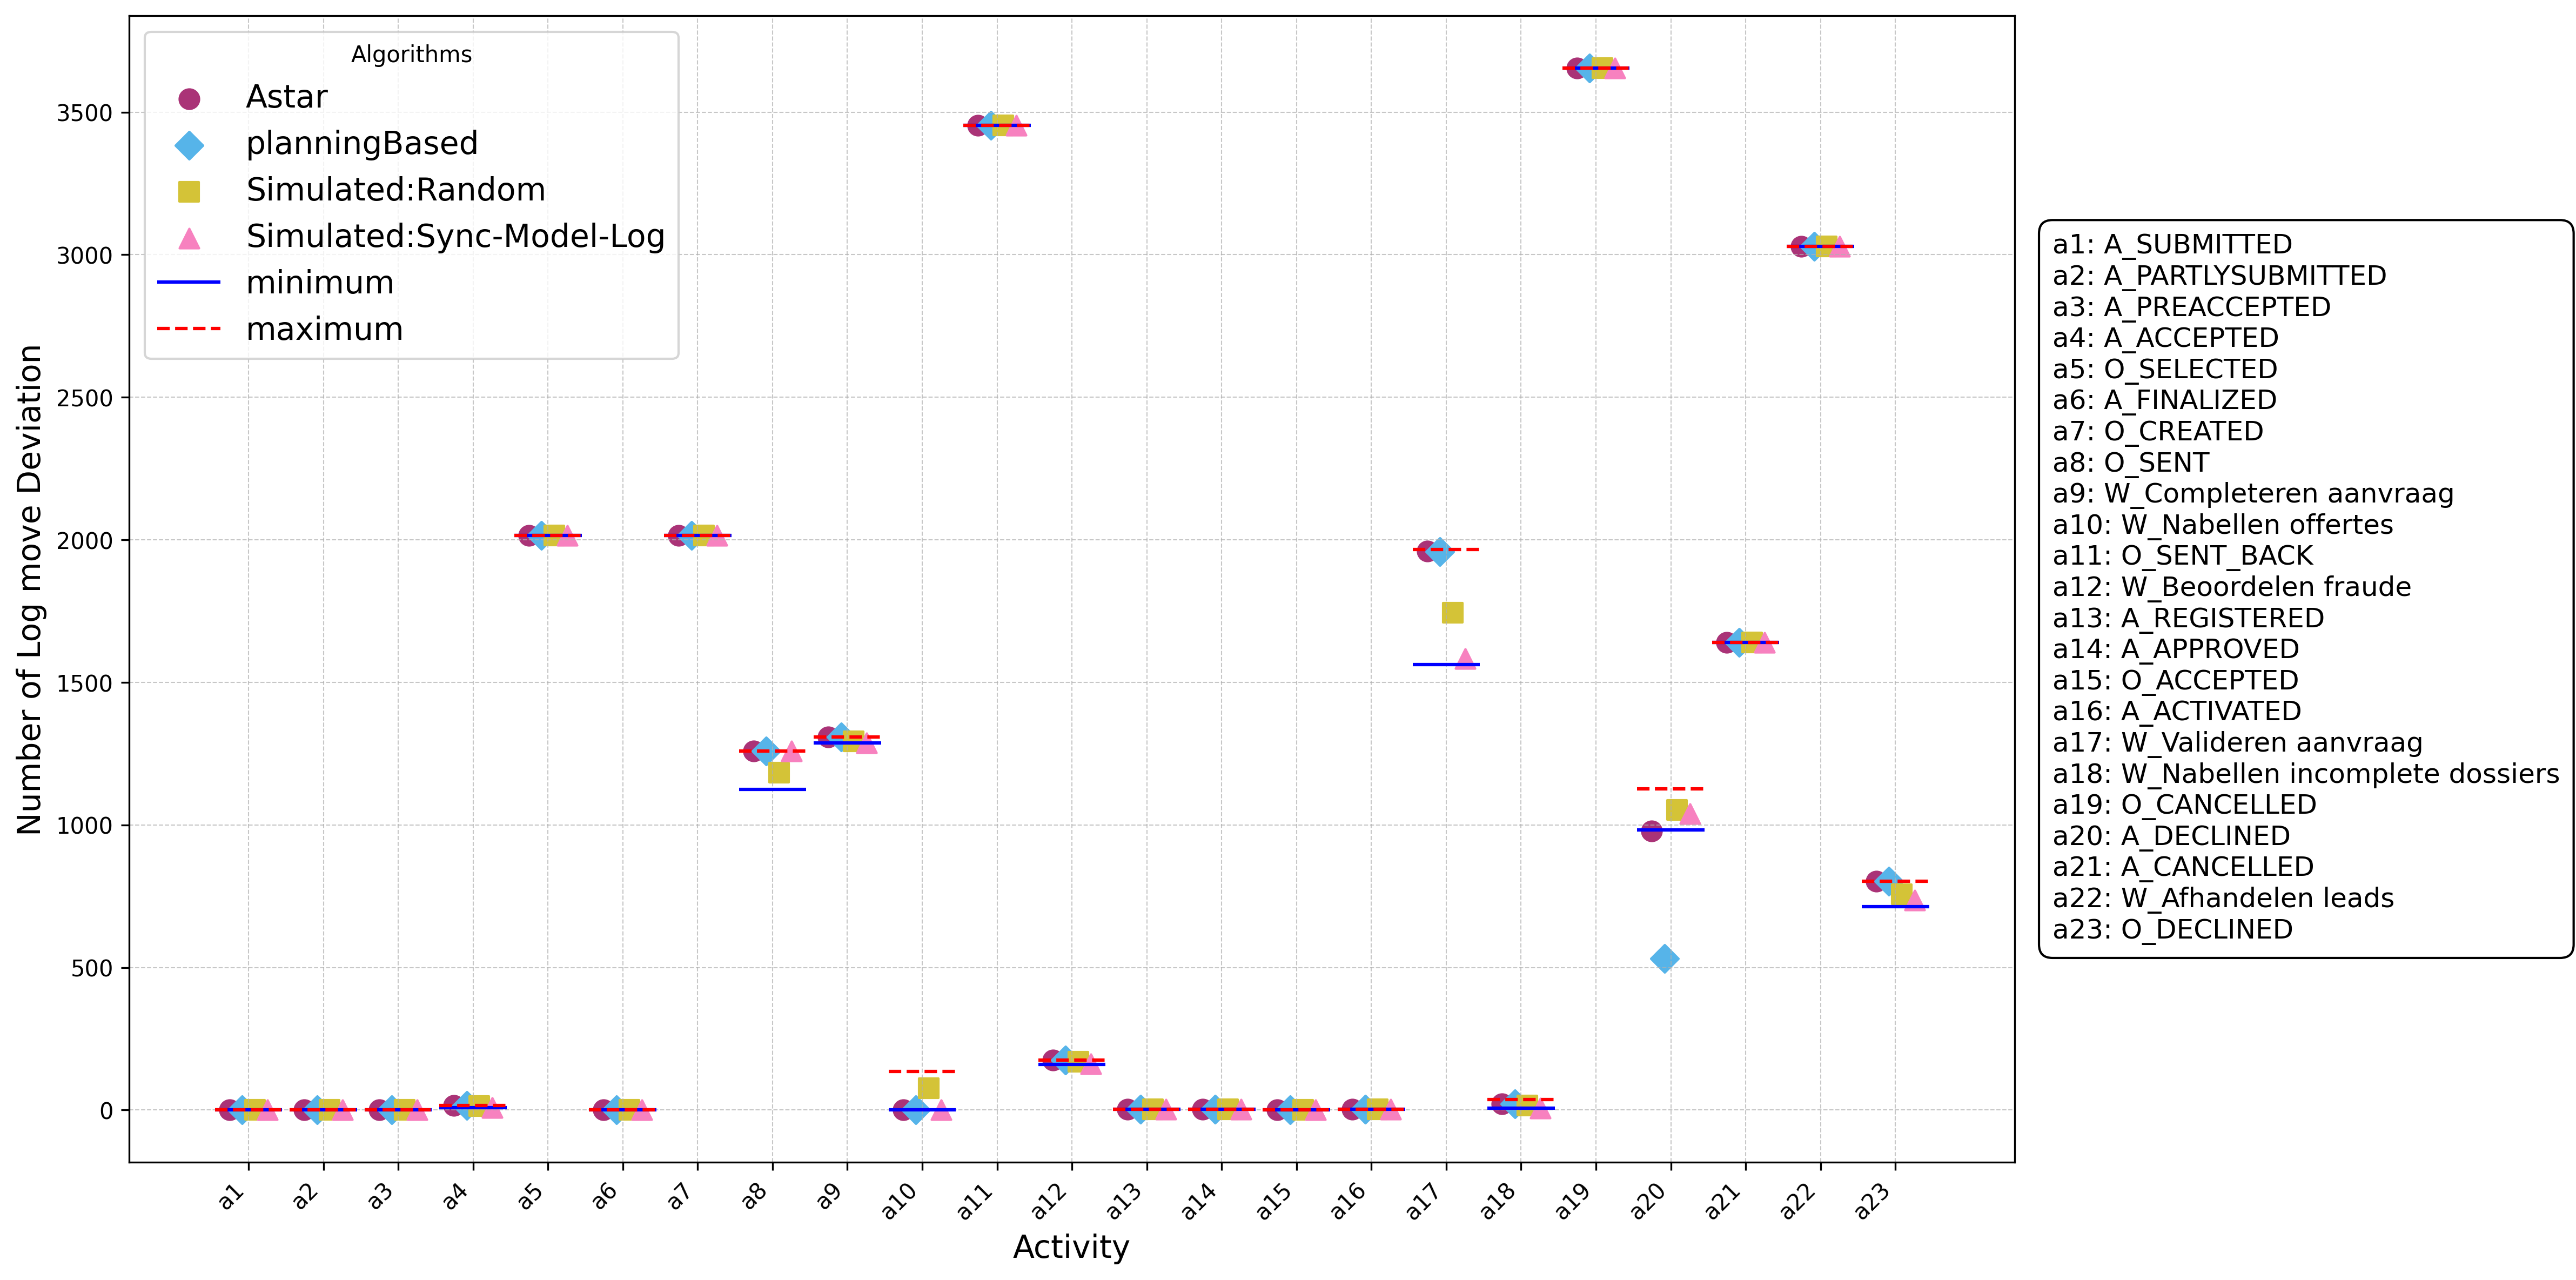 Algorithms
Astar
planningBased
Simulated:Random
Simulated:Sync-Model-Log
minimum
maximum
Number of Log move Deviation
3500
3000
2500
2000
1500
1000
500
0
a1
a2
a3
a4
a5
a6
a7
a8
a9
a10
a11
a12
a13
a14
a15
a16
a17
a18
a19
a20
a21
a22
a23
Activity
a1: A_SUBMITTED
a2: A_PARTLYSUBMITTED
a3: A_PREACCEPTED
a4: A_ACCEPTED
a5: O_SELECTED
a6: A_FINALIZED
a7: O_CREATED
a8: O_SENT
a9: W_Completeren aanvraag
a10: W_Nabellen offertes
a11: O_SENT_BACK
a12: W_Beoordelen fraude
a13: A_REGISTERED
a14: A_APPROVED
a15: O_ACCEPTED
a16: A_ACTIVATED
a17: W_Valideren aanvraag
a18: W_Nabellen incomplete dossiers
a19: O_CANCELLED
a20: A_DECLINED
a21: A_CANCELLED
a22: W_Afhandelen leads
a23: O_DECLINED